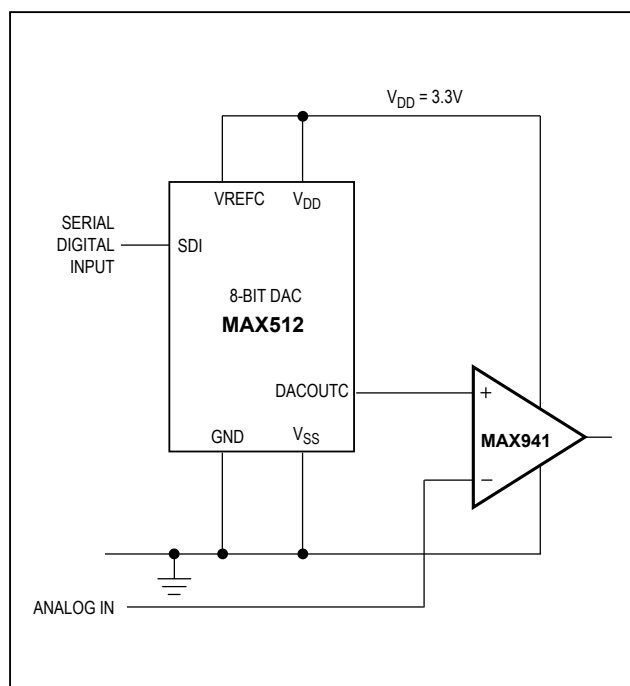 V_DD = 3.3V
VREFC
V_DD
SERIAL
DIGITAL
INPUT
SDI
8-BIT DAC
MAX512
DACOUTC
+
MAX941
−
GND
V_SS
ANALOG IN